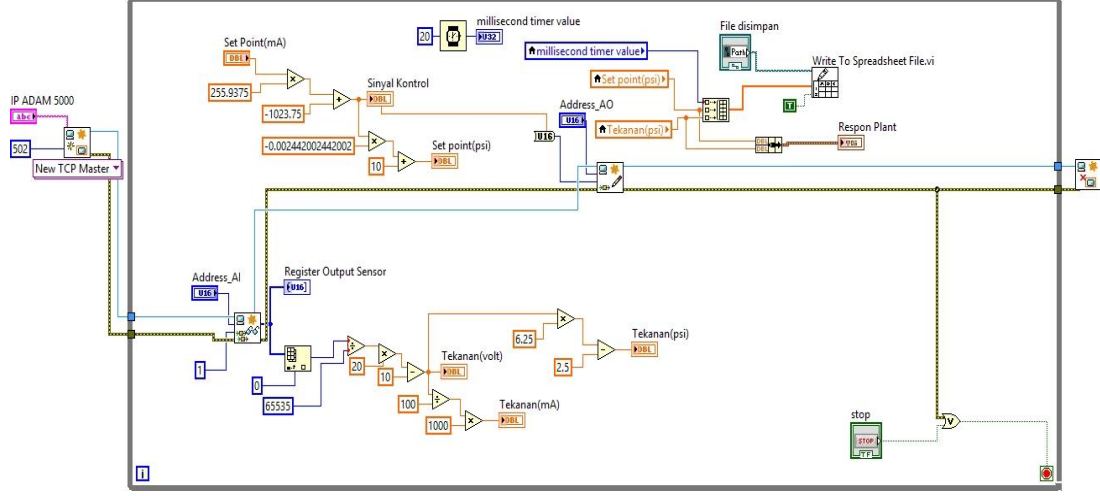 millisecond timer value
20
U32
File disimpan
Path
Set Point(mA)
DBL
millisecond timer value
Write To Spreadsheet File.vi
255.9375
Sinyal Kontrol
DBL
Set point(psi)
T
IP ADAM 5000
abc
-1023.75
Address_AO
U16
Tekanan(psi)
Respon Plant
502
-0.002442002442002
Set point(psi)
U16
10
DBL
New TCP Master
Address_AI
U16
Register Output Sensor
U16
6.25
Tekanan(psi)
DBL
1
20
10
Tekanan(volt)
DBL
2.5
0
65535
100
Tekanan(mA)
1000
DBL
stop
STOP
TF
i